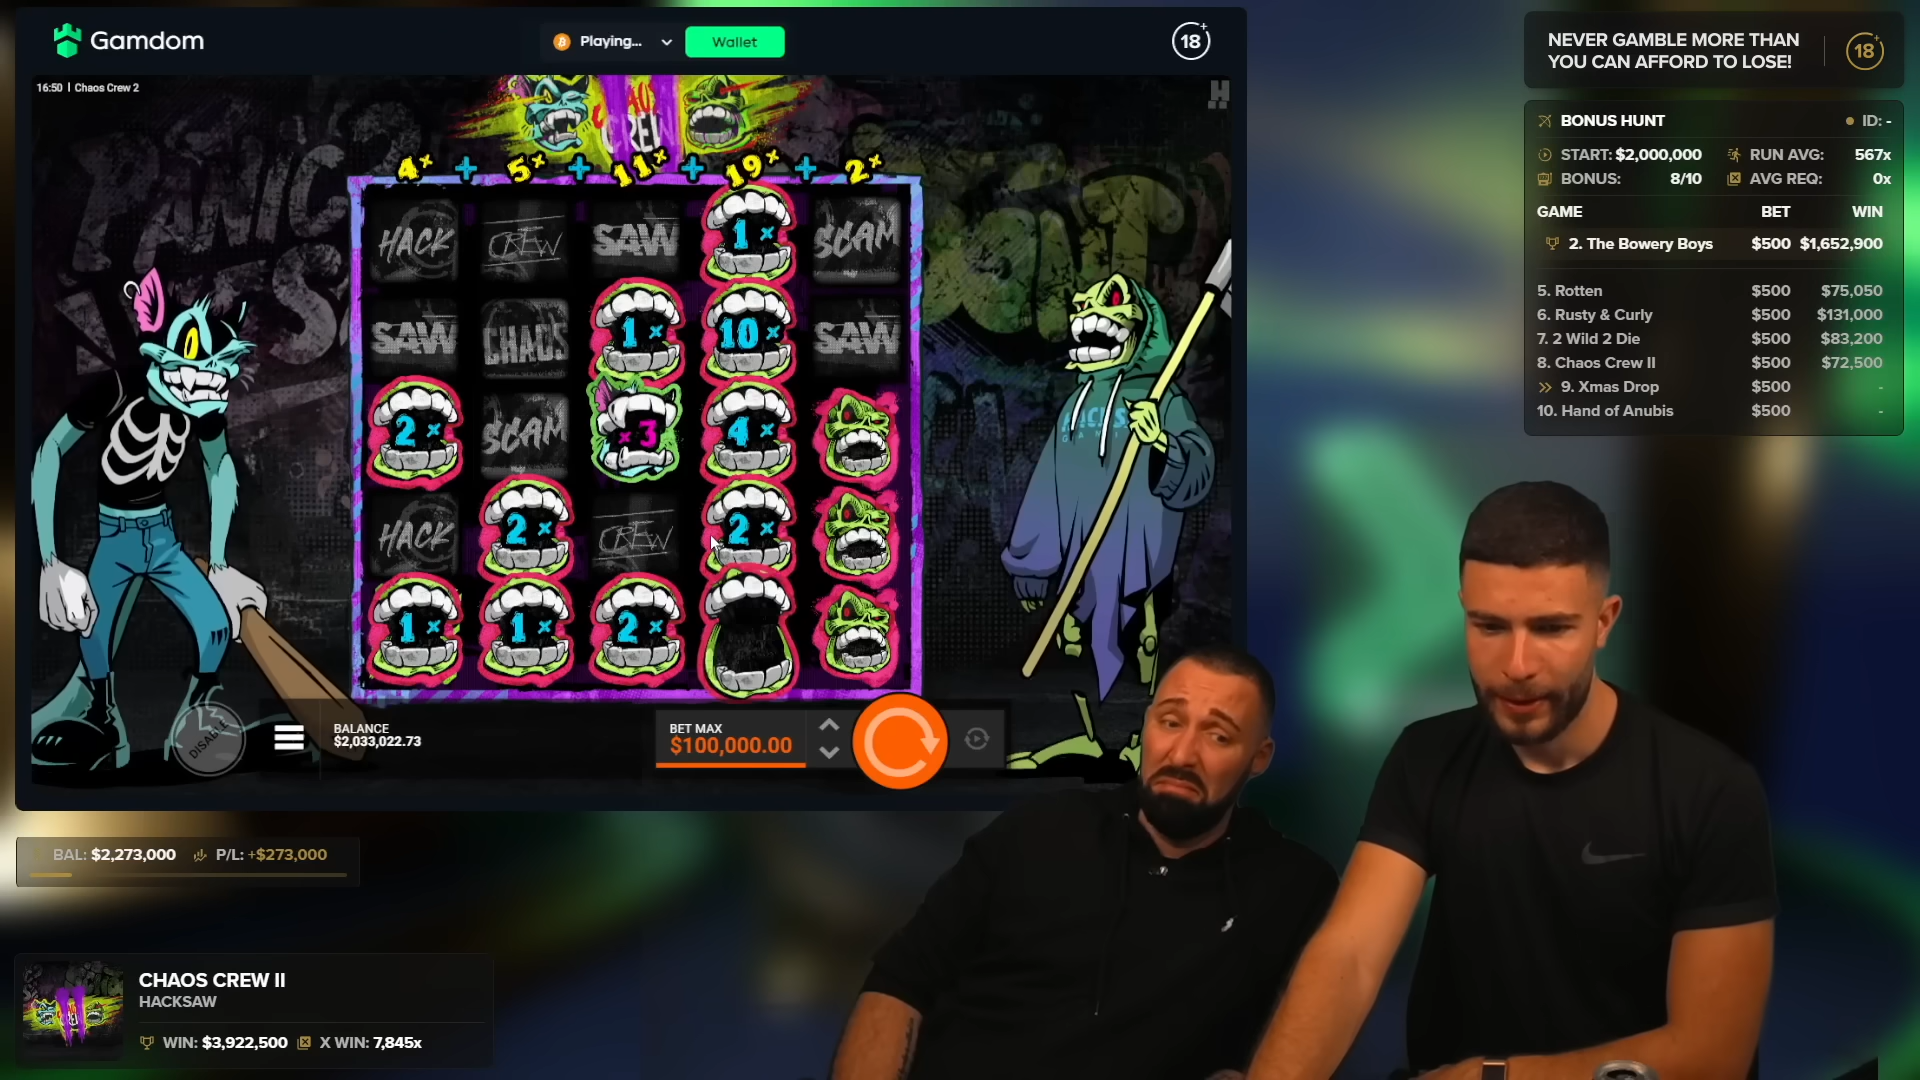 Gamdom
Playing...
Wallet
18+
16:50 | Chaos Crew 2
CHAOS
CREW
4x + 5x + 11x + 19x + 2x
HACK CREW SAW 1x SCAM
SAW CHAOS 1x 10x SAW
2x SCAM x3 4x
HACK 2x CREW 2x
1x 1x 2x
DISABLE
BALANCE
$2,033,022.73
BET MAX
$100,000.00
BAL: $2,273,000 P/L: +$273,000
CHAOS CREW II
HACKSAW
WIN: $3,922,500 X WIN: 7,845x
NEVER GAMBLE MORE THAN
YOU CAN AFFORD TO LOSE!
18+
BONUS HUNT ID: -
START: $2,000,000 RUN AVG: 567x
BONUS: 8/10 AVG REQ: 0x
GAME BET WIN
2. The Bowery Boys $500 $1,652,900
5. Rotten $500 $75,050
6. Rusty & Curly $500 $131,000
7. 2 Wild 2 Die $500 $83,200
8. Chaos Crew II $500 $72,500
9. Xmas Drop $500 -
10. Hand of Anubis $500 -